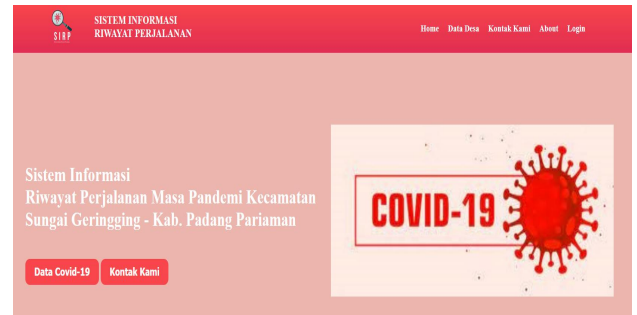 SIRP
SISTEM INFORMASI
RIWAYAT PERJALANAN
Home Data Desa Kontak Kami About Login
Sistem Informasi
Riwayat Perjalanan Masa Pandemi Kecamatan
Sungai Geringging - Kab. Padang Pariaman
COVID-19
Data Covid-19 Kontak Kami